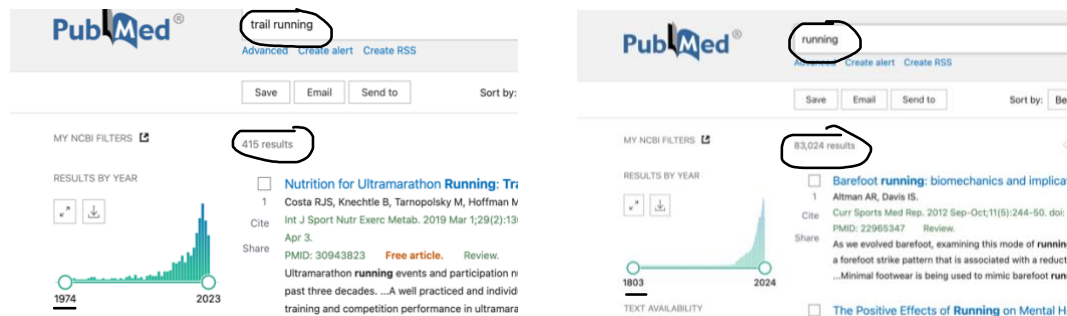 PubMed®
trail running
Advanced Create alert Create RSS
Save Email Send to Sort by:
MY NCBI FILTERS
415 results
RESULTS BY YEAR
Nutrition for Ultramarathon Running: Tra
1
Costa RJS, Knechtle B, Tarnopolsky M, Hoffman M
Cite
Int J Sport Nutr Exerc Metab. 2019 Mar 1;29(2):13
Apr 3.
Share
PMID: 30943823 Free article. Review.
Ultramarathon running events and participation n
past three decades. ...A well practiced and individ
training and competition performance in ultramara
1974 2023
PubMed®
running
Advanced Create alert Create RSS
Save Email Send to Sort by: Be
MY NCBI FILTERS
83,024 results
RESULTS BY YEAR
Barefoot running: biomechanics and implica
1
Altman AR, Davis IS.
Cite
Curr Sports Med Rep. 2012 Sep-Oct;11(5):244-50. doi:
PMID: 22965347 Review.
Share
As we evolved barefoot, examining this mode of runnin
a forefoot strike pattern that is associated with a reduct
...Minimal footwear is being used to mimic barefoot run
1803 2024
TEXT AVAILABILITY
The Positive Effects of Running on Mental H